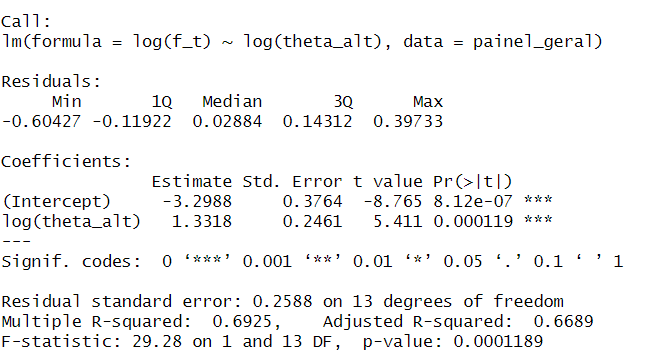 Call:
lm(formula = log(f_t) ~ log(theta_alt), data = painel_geral)
Residuals:
Min 1Q Median 3Q Max
-0.60427 -0.11922 0.02884 0.14312 0.39733
Coefficients:
Estimate Std. Error t value Pr(>|t|)
(Intercept) -3.2988 0.3764 -8.765 8.12e-07 ***
log(theta_alt) 1.3318 0.2461 5.411 0.000119 ***
---
Signif. codes: 0 ‘***’ 0.001 ‘**’ 0.01 ‘*’ 0.05 ‘.’ 0.1 ‘ ’ 1
Residual standard error: 0.2588 on 13 degrees of freedom
Multiple R-squared: 0.6925, Adjusted R-squared: 0.6689
F-statistic: 29.28 on 1 and 13 DF, p-value: 0.0001189